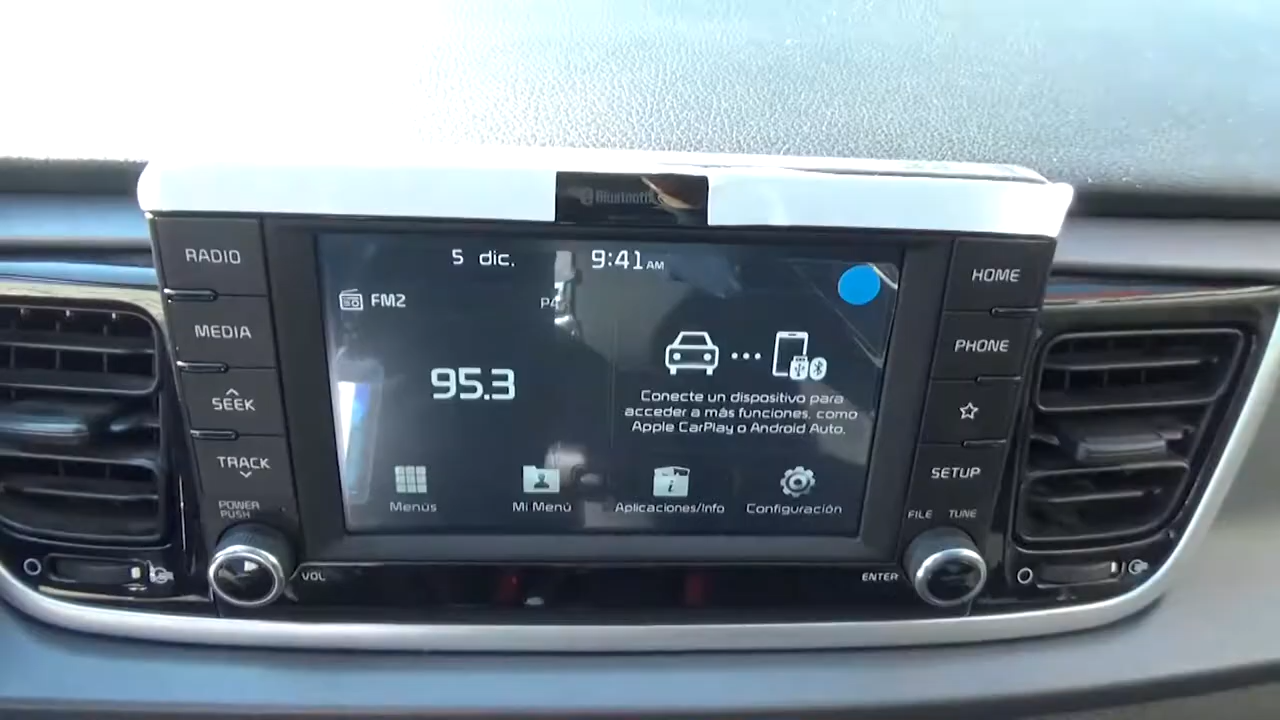 Bluetooth
RADIO
MEDIA
SEEK
TRACK
POWER
PUSH
VOL
5 dic. 9:41 AM
FM2
P4
95.3
Conecte un dispositivo para
acceder a más funciones, como
Apple CarPlay o Android Auto.
Menús
Mi Menú
Aplicaciones/Info
Configuración
HOME
PHONE
SETUP
FILE TUNE
ENTER